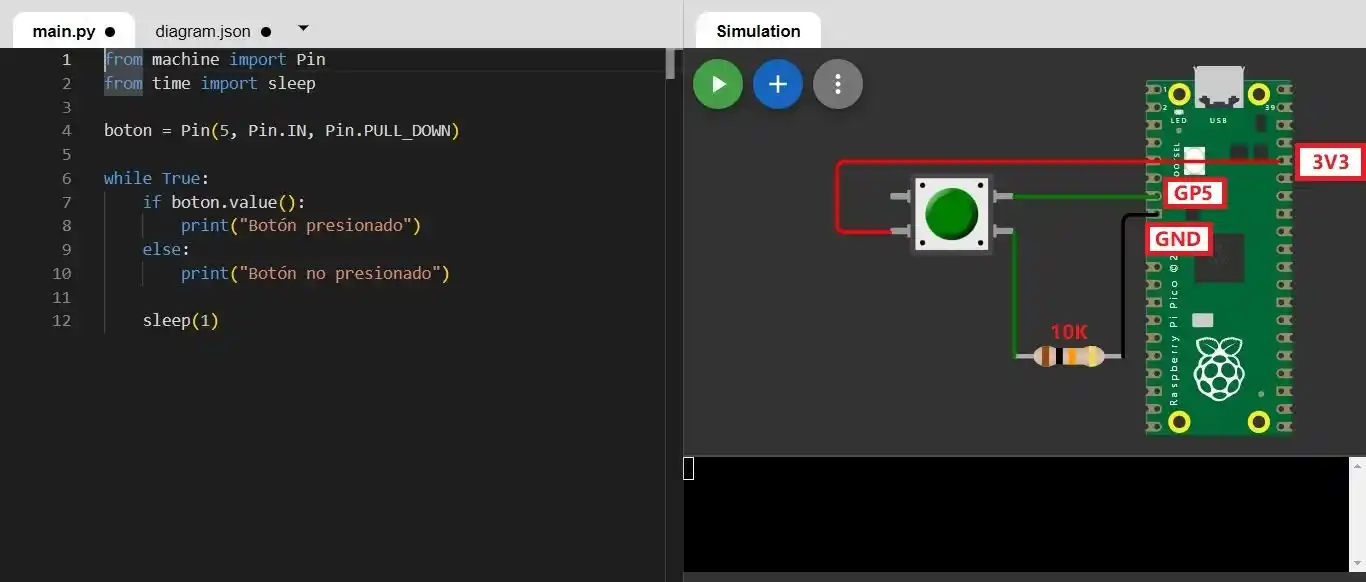 main.py ● diagram.json ●
1 from machine import Pin
2 from time import sleep
3
4 boton = Pin(5, Pin.IN, Pin.PULL_DOWN)
5
6 while True:
7 if boton.value():
8 print("Botón presionado")
9 else:
10 print("Botón no presionado")
11
12 sleep(1)
Simulation
1
2
39
LED
USB
3V3
GP5
GND
10K
Raspberry Pi Pico ©